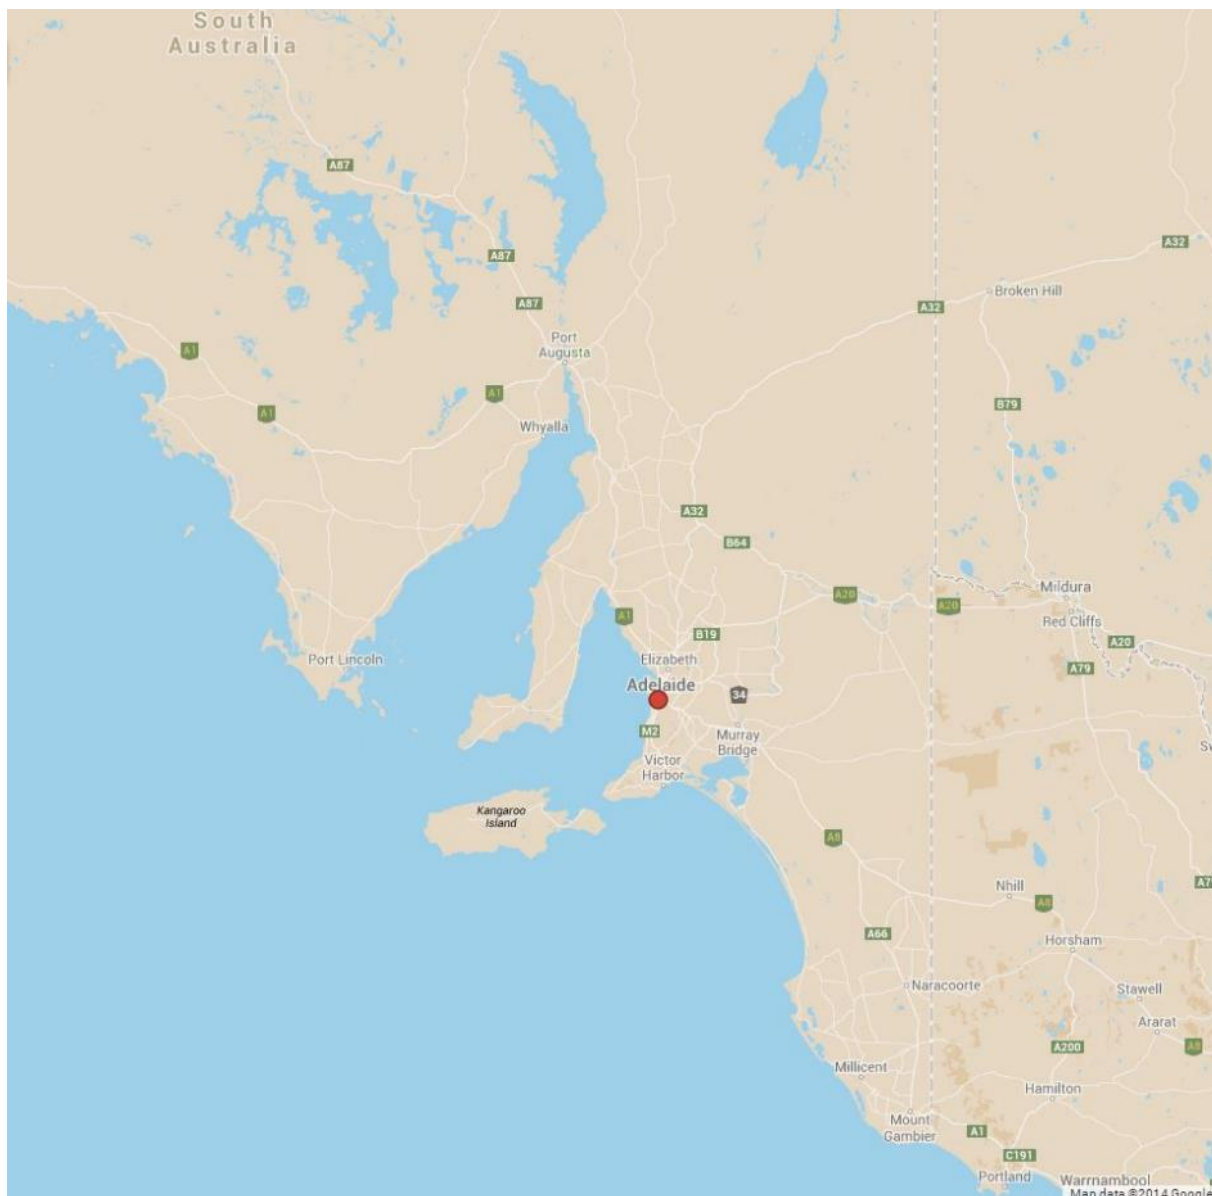 South
Australia
A87
A32
A87
Broken Hill
A87
A32
Port
Augusta
A1
A1
B79
A1
Whyalla
A32
B64
Mildura
A20
A20
A1
Red Cliffs
B19
A20
Port Lincoln
Elizabeth
A79
Adelaide
34
M2
Murray
Bridge
Victor
Harbor
Kangaroo
Island
A8
Nhill
A8
A66
Horsham
Naracoorte
Stawell
Ararat
A200
A8
Millicent
Hamilton
Mount
Gambier
A1
C191
Portland
Warrnambool
Map data ©2014 Google